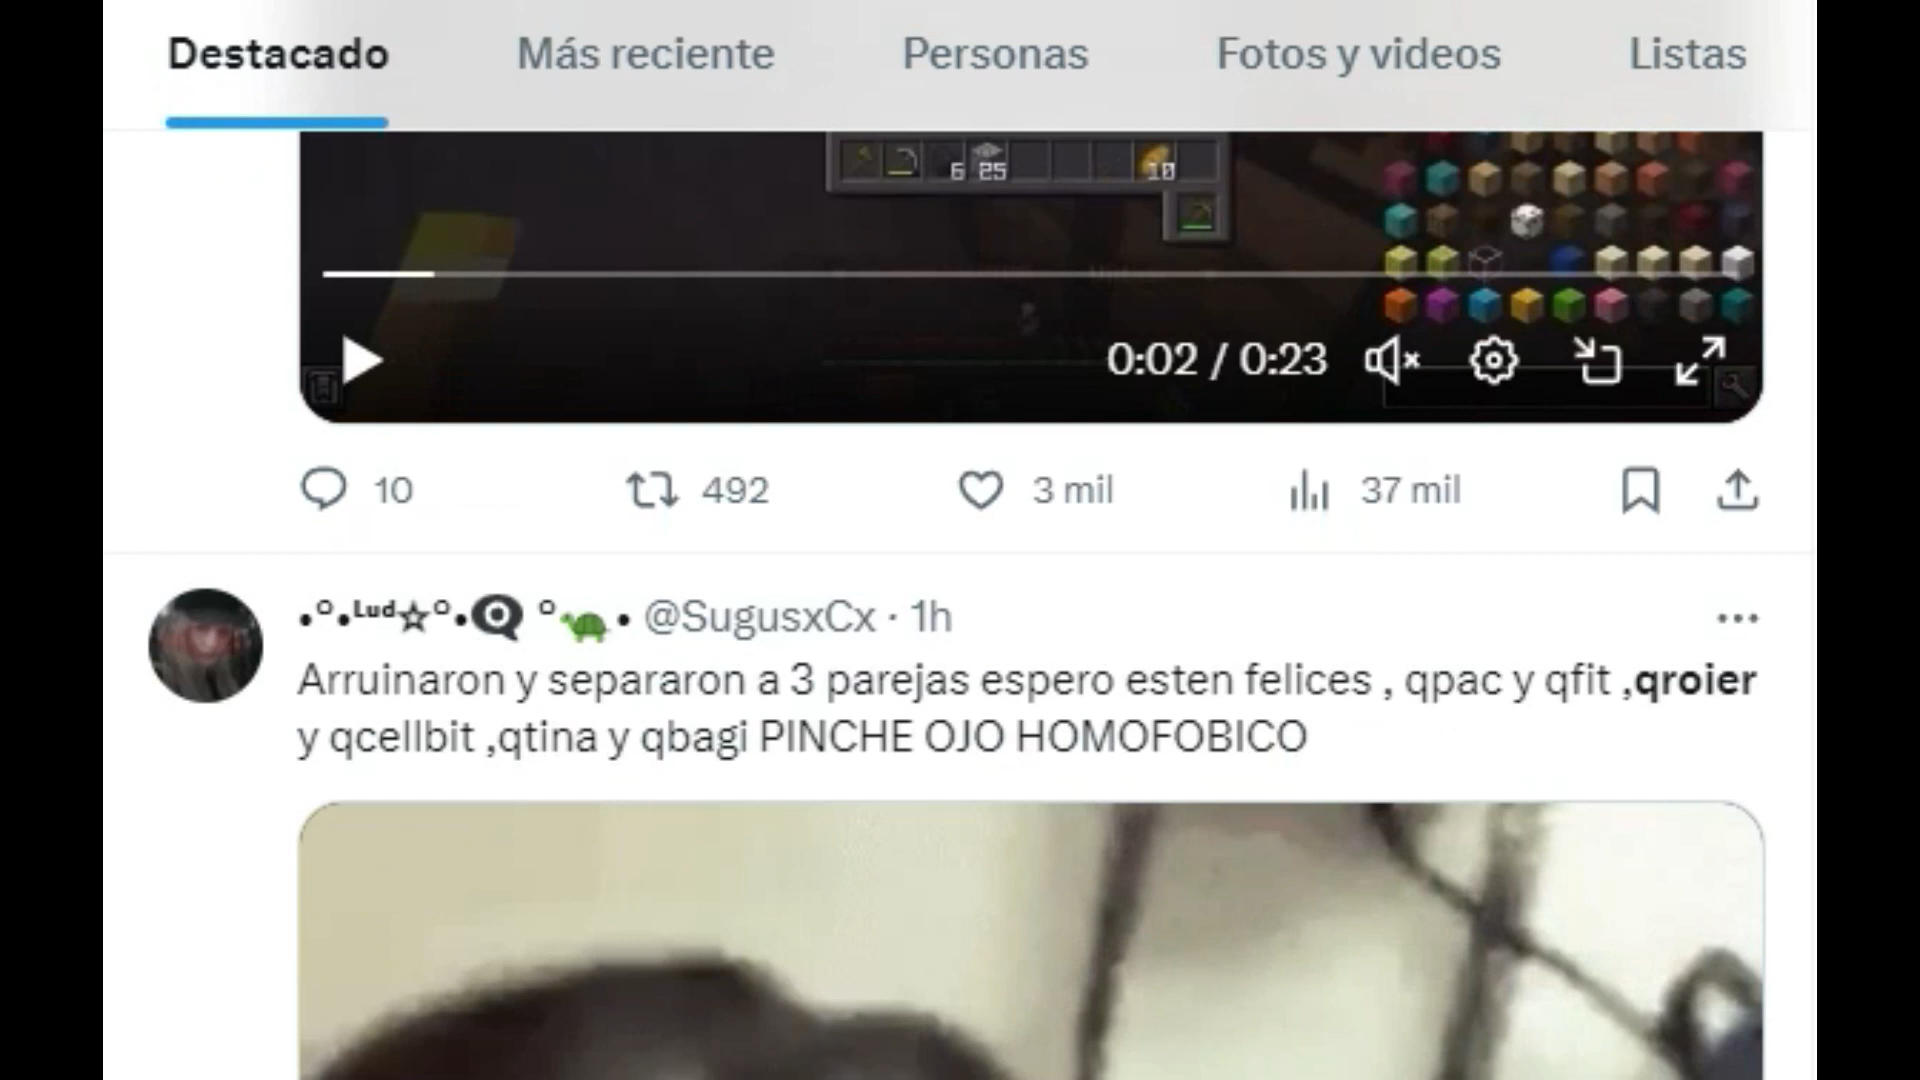 Destacado Más reciente Personas Fotos y videos Listas
6 25 10
0:02 / 0:23
10 492 3 mil 37 mil
•°•ᴸᵘᵈ☆°•👁️‍🗨️ °🐢• @SugusxCx · 1h
Arruinaron y separaron a 3 parejas espero esten felices , qpac y qfit ,qroier
y qcellbit ,qtina y qbagi PINCHE OJO HOMOFOBICO